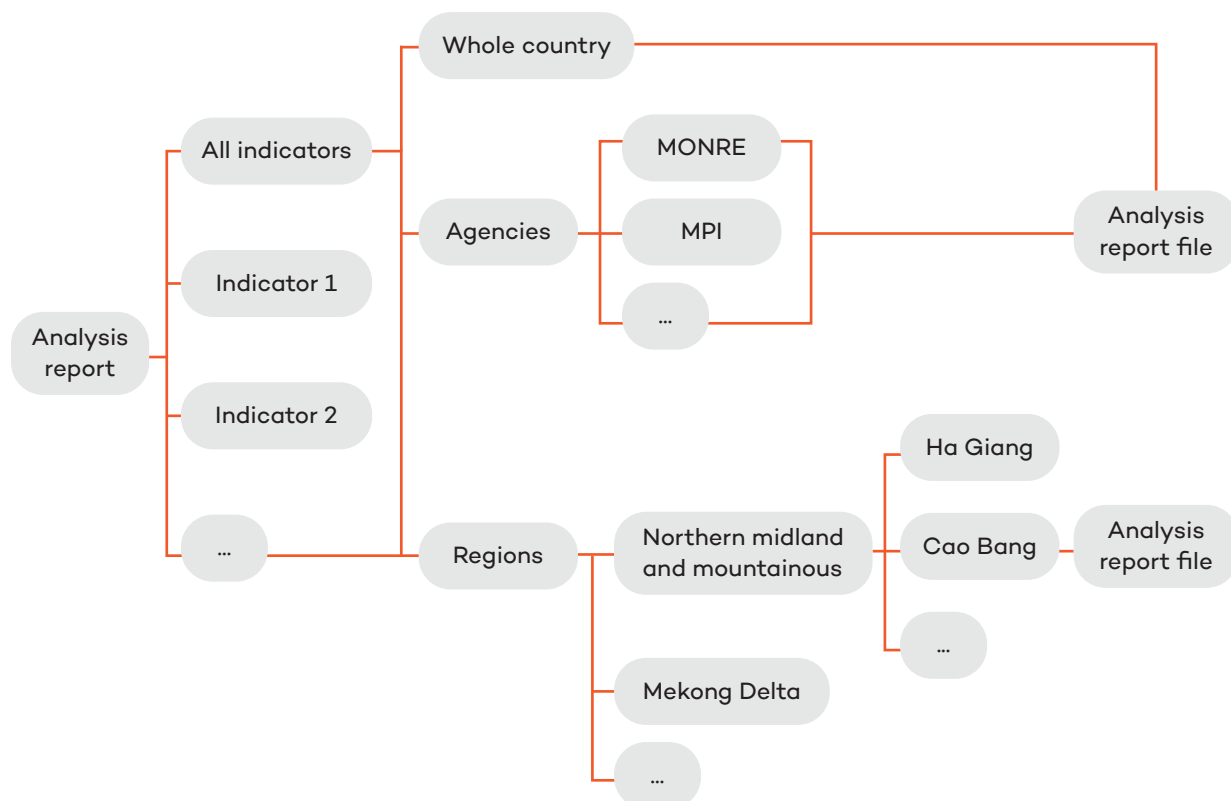 Whole country
All indicators
MONRE
Agencies
MPI
Analysis
report file
Indicator 1
...
Analysis
report
Indicator 2
Ha Giang
...
Regions
Northern midland
and mountainous
Cao Bang
Analysis
report file
...
Mekong Delta
...